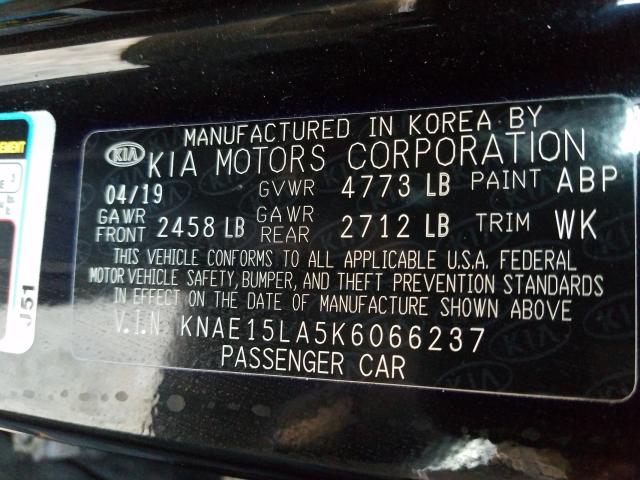 MANUFACTURED IN KOREA BY
KIA KIA MOTORS CORPORATION
04/19 GVWR 4773 LB PAINT ABP
GAWR FRONT 2458 LB GAWR REAR 2712 LB TRIM WK
THIS VEHICLE CONFORMS TO ALL APPLICABLE U.S.A. FEDERAL
MOTOR VEHICLE SAFETY, BUMPER, AND THEFT PREVENTION STANDARDS
IN EFFECT ON THE DATE OF MANUFACTURE SHOWN ABOVE
V.I.N KNAE15LA5K6066237
PASSENGER CAR
J51